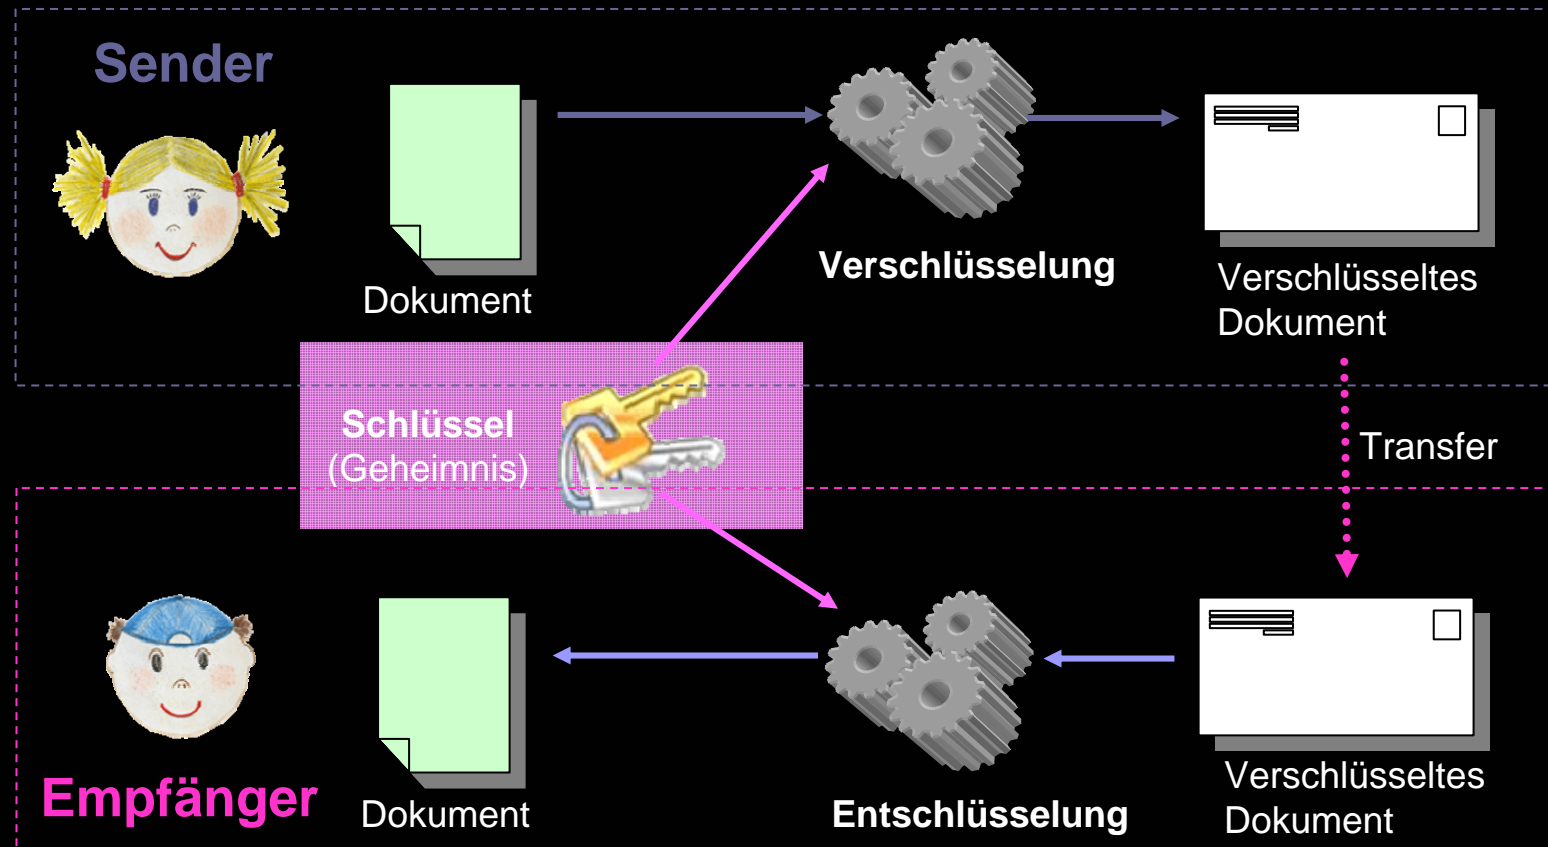 Sender
Dokument
Verschlüsselung
Verschlüsseltes
Dokument
Schlüssel
(Geheimnis)
Transfer
Empfänger
Dokument
Entschlüsselung
Verschlüsseltes
Dokument